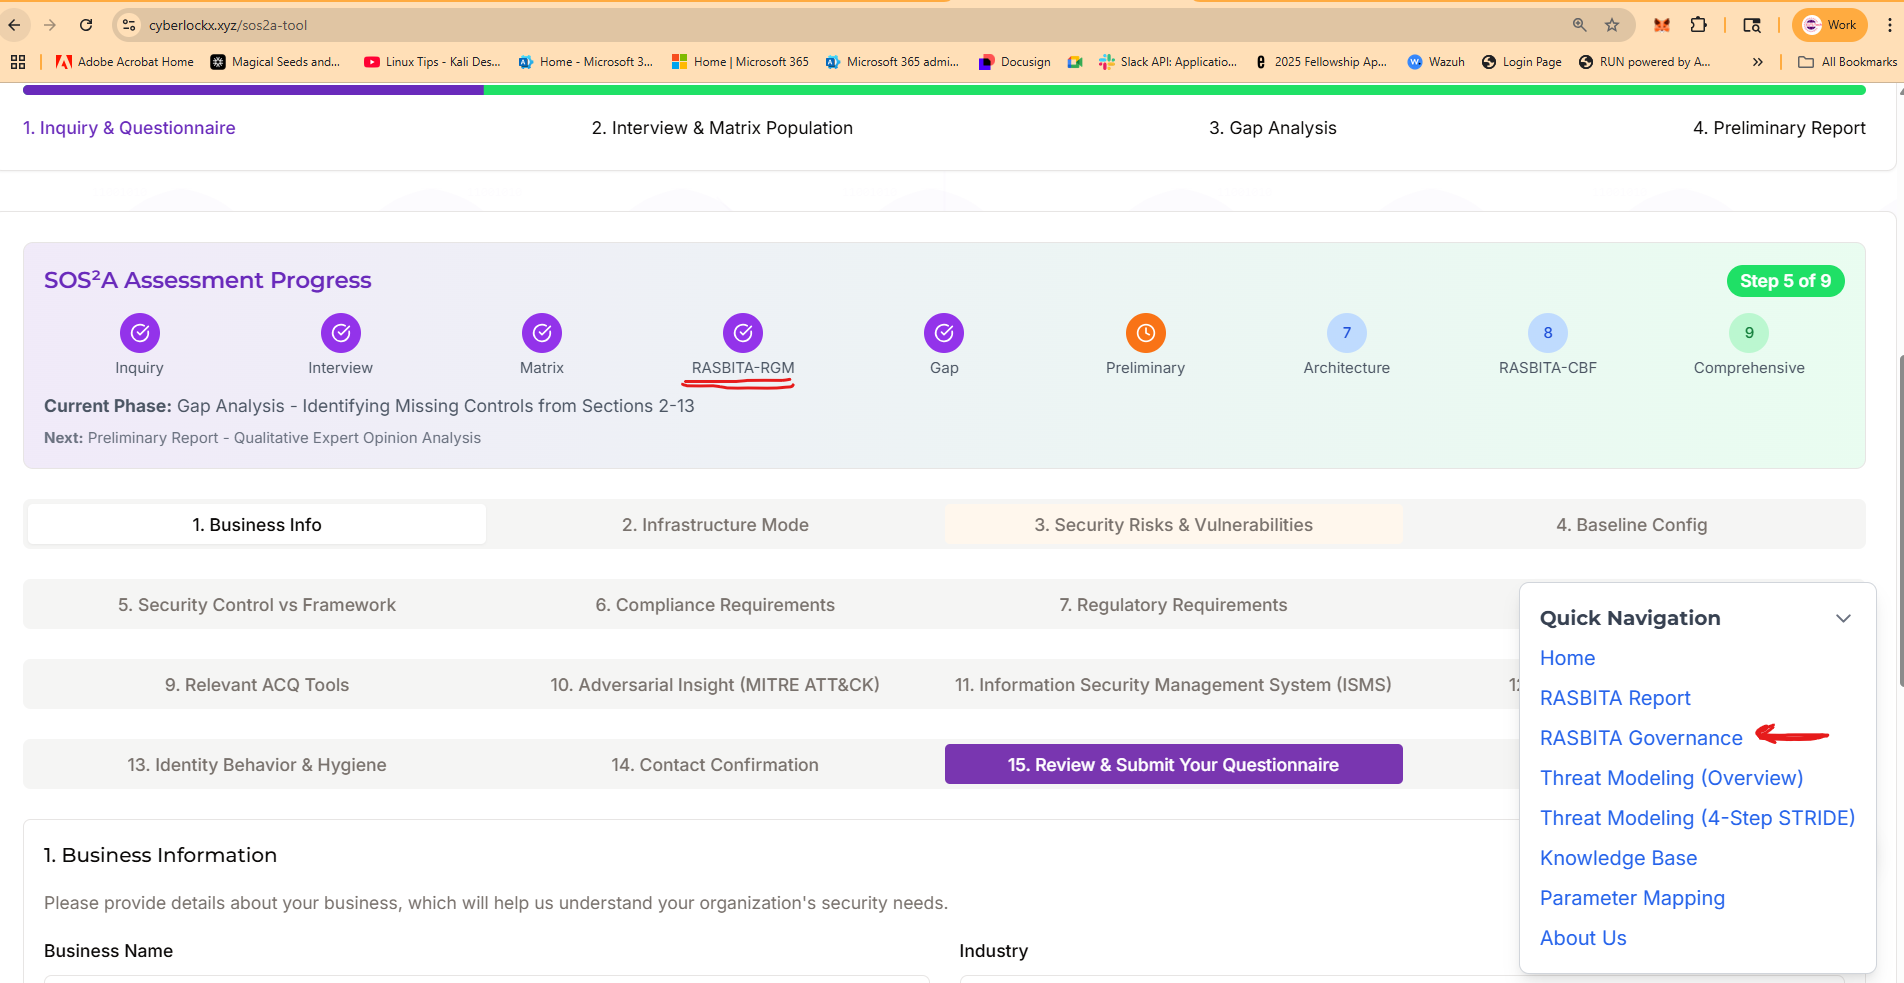 cyberlockx.xyz/sos2a-tool
Work
Adobe Acrobat Home
Magical Seeds and...
Linux Tips - Kali Des...
Home - Microsoft 3...
Home | Microsoft 365
Microsoft 365 admi...
Docusign
Slack API: Applicatio...
2025 Fellowship Ap...
Wazuh
Login Page
RUN powered by A...
All Bookmarks
1. Inquiry & Questionnaire
2. Interview & Matrix Population
3. Gap Analysis
4. Preliminary Report
SOS²A Assessment Progress
Step 5 of 9
7
8
9
Inquiry
Interview
Matrix
RASBITA-RGM
Gap
Preliminary
Architecture
RASBITA-CBF
Comprehensive
Current Phase: Gap Analysis - Identifying Missing Controls from Sections 2-13
Next: Preliminary Report - Qualitative Expert Opinion Analysis
1. Business Info
2. Infrastructure Mode
3. Security Risks & Vulnerabilities
4. Baseline Config
5. Security Control vs Framework
6. Compliance Requirements
7. Regulatory Requirements
9. Relevant ACQ Tools
10. Adversarial Insight (MITRE ATT&CK)
11. Information Security Management System (ISMS)
13. Identity Behavior & Hygiene
14. Contact Confirmation
15. Review & Submit Your Questionnaire
Quick Navigation
Home
RASBITA Report
RASBITA Governance
Threat Modeling (Overview)
Threat Modeling (4-Step STRIDE)
Knowledge Base
Parameter Mapping
About Us
1. Business Information
Please provide details about your business, which will help us understand your organization's security needs.
Business Name
Industry